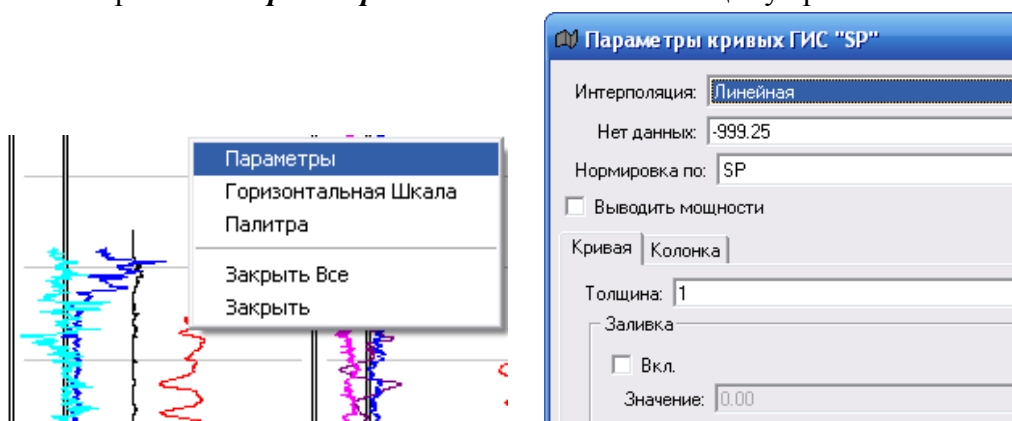 Параметры
Горизонтальная Шкала
Палитра
Закрыть Все
Закрыть
Параметры кривых ГИС "SP"
Интерполяция: Линейная
Нет данных: -999.25
Нормировка по: SP
Выводить мощности
Кривая Колонка
Толщина: 1
Заливка
Вкл.
Значение: 0.00